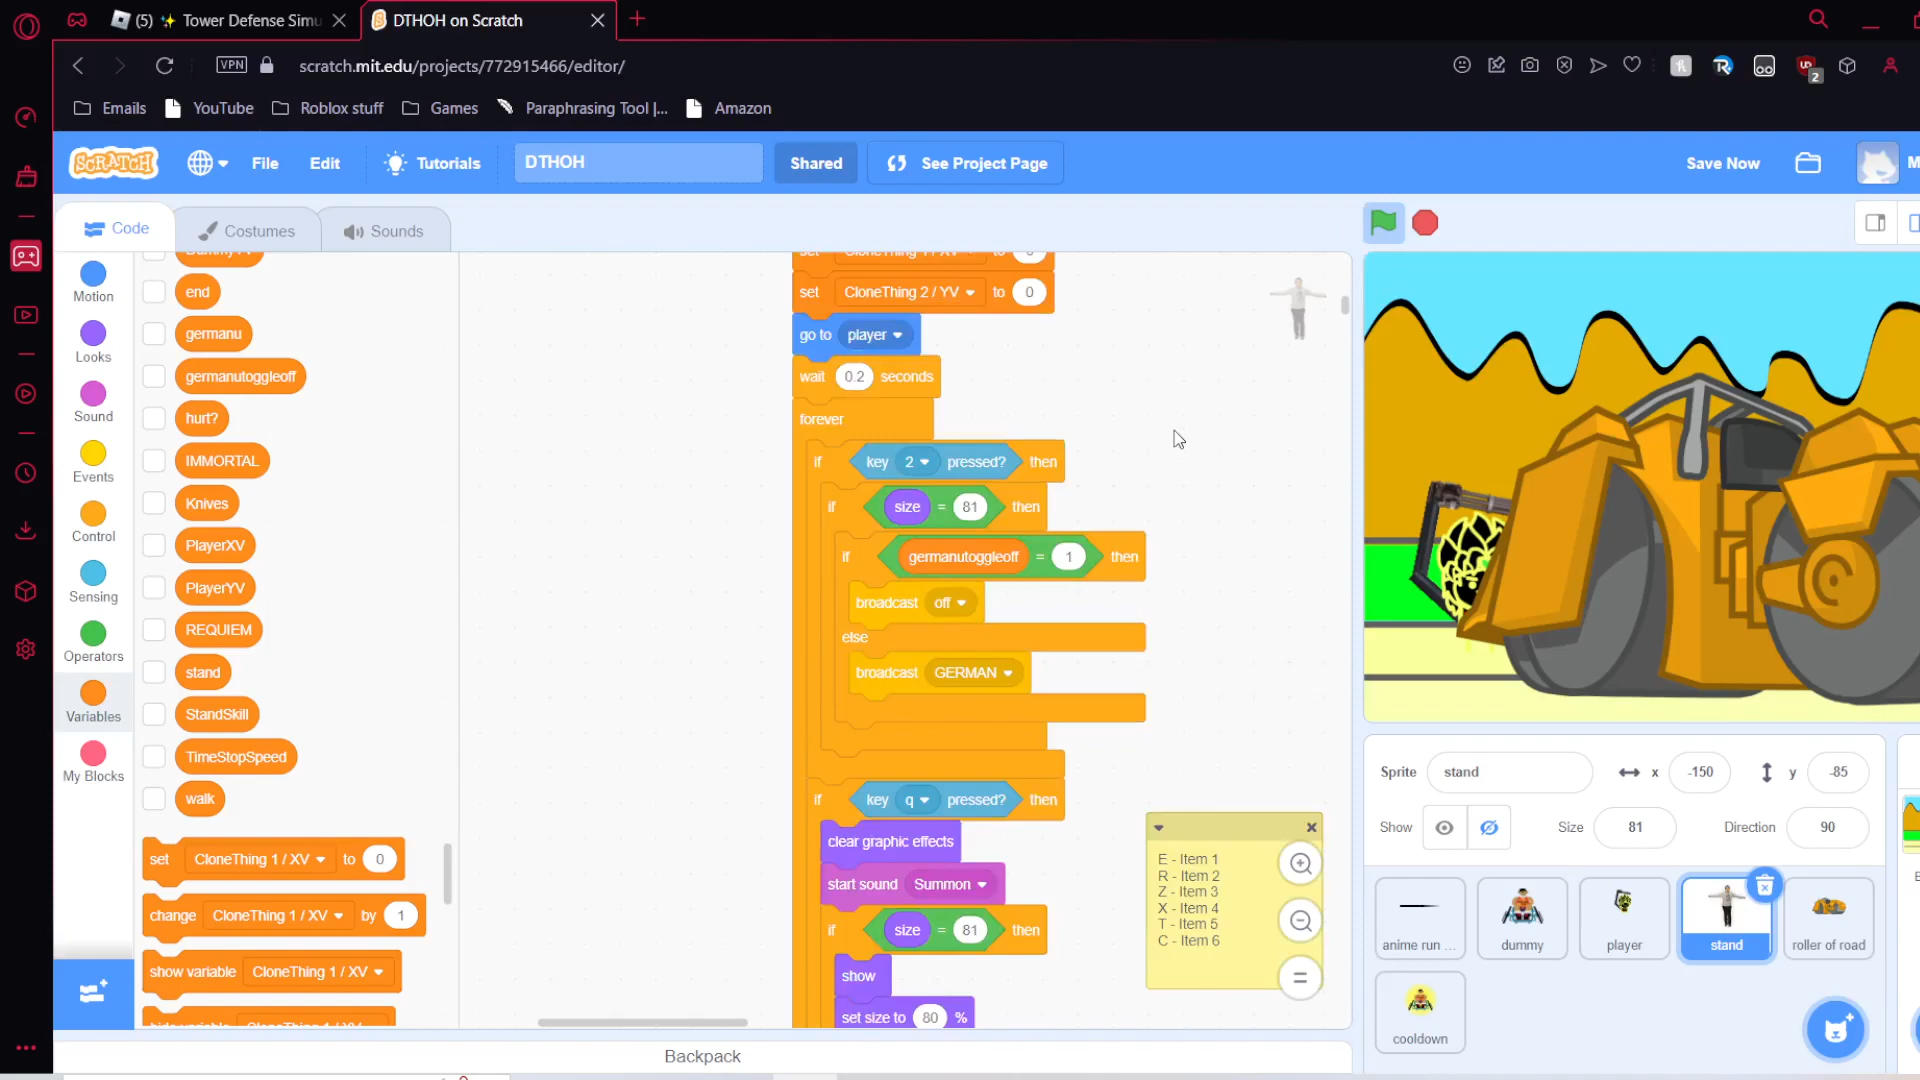 (5) ✨ Tower Defense Simu
DTHOH on Scratch
VPN
scratch.mit.edu/projects/772915466/editor/
2
Emails
YouTube
Roblox stuff
Games
Paraphrasing Tool |...
Amazon
SCRATCH
File
Edit
Tutorials
DTHOH
Shared
See Project Page
Save Now
Code
Costumes
Sounds
Motion
Looks
Sound
Events
Control
Sensing
Operators
Variables
My Blocks
end
germanu
germanutoggleoff
hurt?
IMMORTAL
Knives
PlayerXV
PlayerYV
REQUIEM
stand
StandSkill
TimeStopSpeed
walk
set CloneThing 1 / XV to 0
change CloneThing 1 / XV by 1
show variable CloneThing 1 / XV
set CloneThing 2 / YV to 0
go to player
wait 0.2 seconds
forever
if key 2 pressed? then
if size = 81 then
if germanutoggleoff = 1 then
broadcast off
else
broadcast GERMAN
if key q pressed? then
clear graphic effects
start sound Summon
if size = 81 then
show
set size to 80 %
E - Item 1
R - Item 2
Z - Item 3
X - Item 4
T - Item 5
C - Item 6
Backpack
Sprite stand x -150 y -85
Show Size 81 Direction 90
anime run ...
dummy
player
stand
roller of road
cooldown